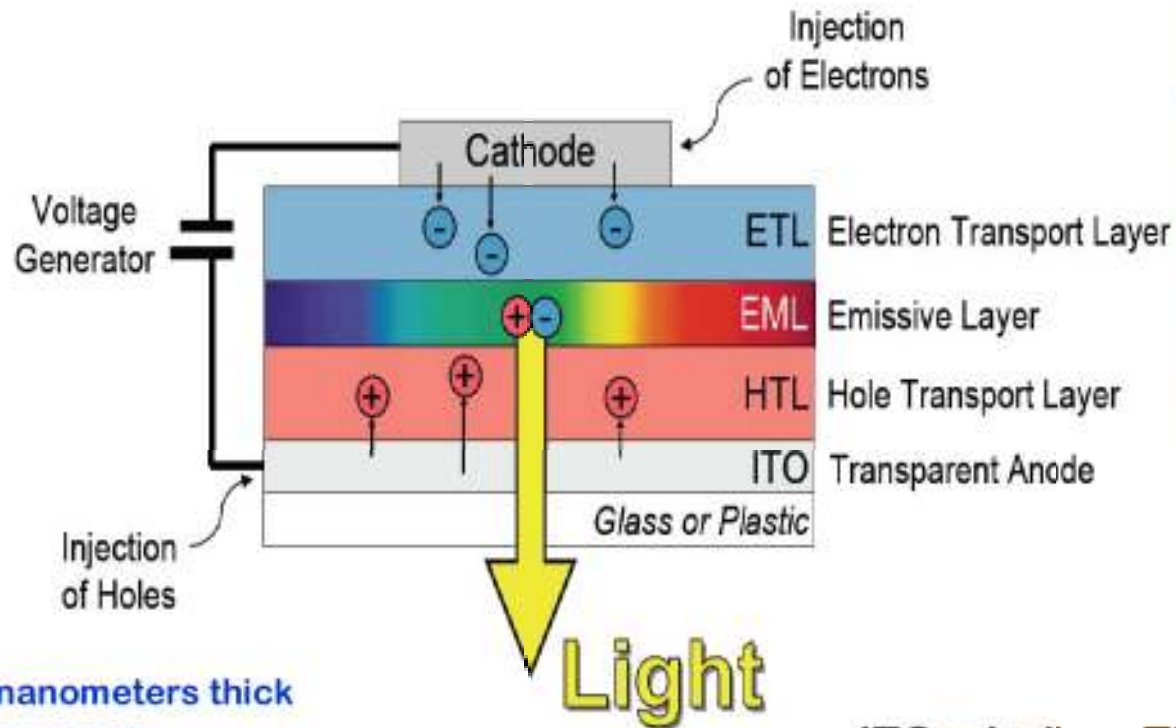 Injection
of Electrons
Cathode
Voltage
Generator
- - -
ETL Electron Transport Layer
+ - EML Emissive Layer
+ + + HTL Hole Transport Layer
ITO Transparent Anode
Glass or Plastic
Injection
of Holes
Light
nanometers thick